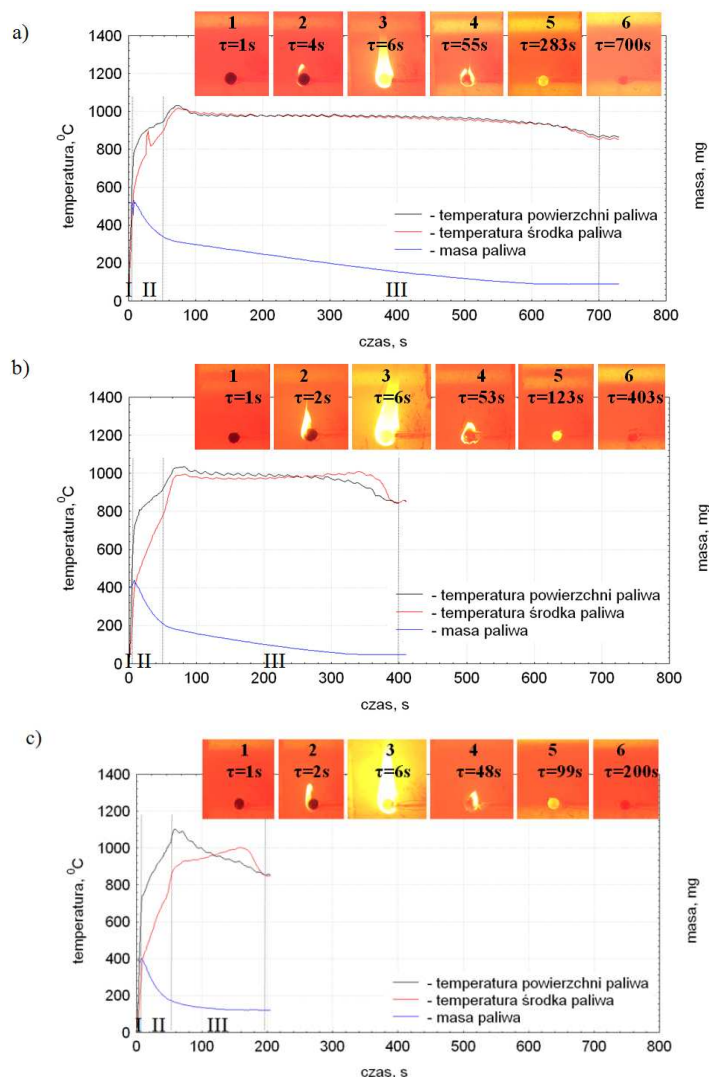 a)
1 2 3 4 5 6
τ=1s τ=4s τ=6s τ=55s τ=283s τ=700s
1400
1200
1000
800
600
400
200
0
temperatura, ⁰C
masa, mg
- temperatura powierzchni paliwa
- temperatura środka paliwa
- masa paliwa
I II III
0 100 200 300 400 500 600 700 800
czas, s
b)
1 2 3 4 5 6
τ=1s τ=2s τ=6s τ=53s τ=123s τ=403s
1400
1200
1000
800
600
400
200
0
temperatura, ⁰C
masa, mg
- temperatura powierzchni paliwa
- temperatura środka paliwa
- masa paliwa
I II III
0 100 200 300 400 500 600 700 800
czas, s
c)
1 2 3 4 5 6
τ=1s τ=2s τ=6s τ=48s τ=99s τ=200s
1400
1200
1000
800
600
400
200
0
temperatura, ⁰C
masa, mg
- temperatura powierzchni paliwa
- temperatura środka paliwa
- masa paliwa
I II III
0 100 200 300 400 500 600 700 800
czas, s